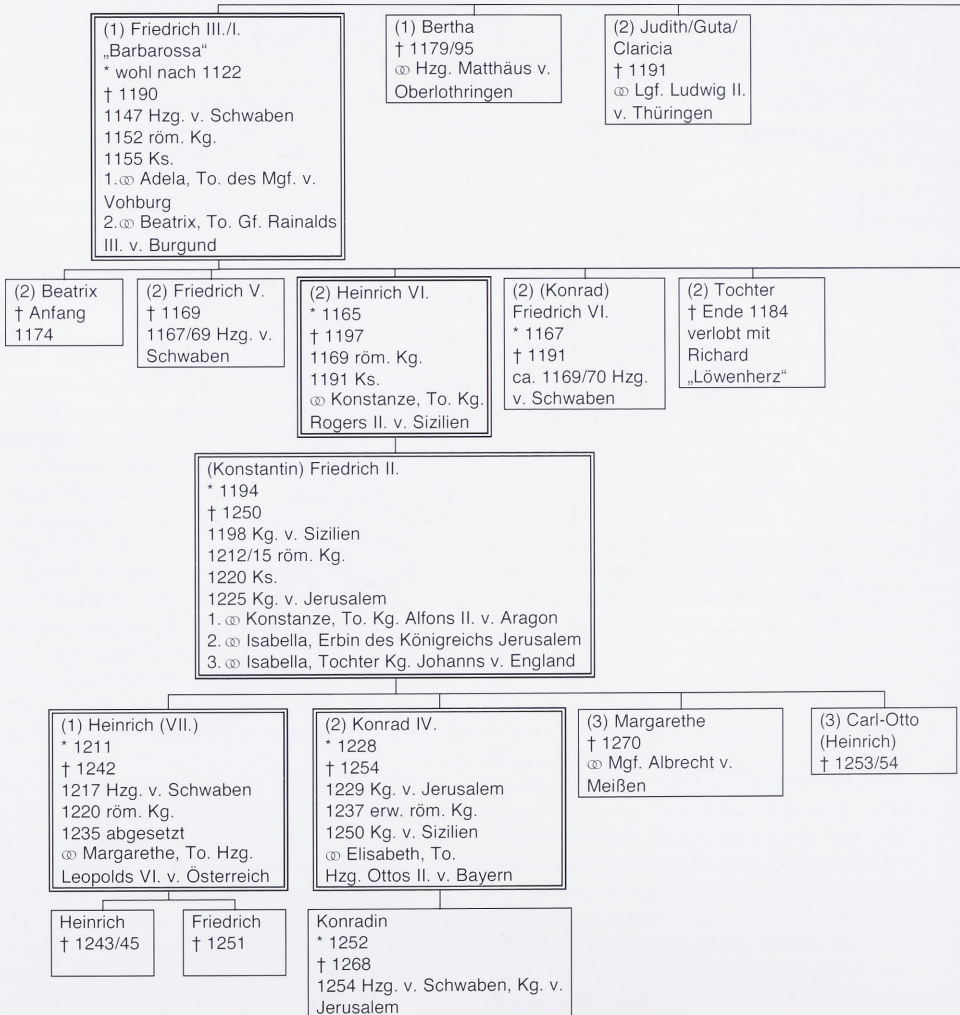 (1) Friedrich III./I.
„Barbarossa“
* wohl nach 1122
† 1190
1147 Hzg. v. Schwaben
1152 röm. Kg.
1155 Ks.
1.⚭ Adela, To. des Mgf. v.
Vohburg
2.⚭ Beatrix, To. Gf. Rainalds
III. v. Burgund
(1) Bertha
† 1179/95
⚭ Hzg. Matthäus v.
Oberlothringen
(2) Judith/Guta/
Claricia
† 1191
⚭ Lgf. Ludwig II.
v. Thüringen
(2) Beatrix
† Anfang
1174
(2) Friedrich V.
† 1169
1167/69 Hzg. v.
Schwaben
(2) Heinrich VI.
* 1165
† 1197
1169 röm. Kg.
1191 Ks.
⚭ Konstanze, To. Kg.
Rogers II. v. Sizilien
(2) (Konrad)
Friedrich VI.
* 1167
† 1191
ca. 1169/70 Hzg.
v. Schwaben
(2) Tochter
† Ende 1184
verlobt mit
Richard
„Löwenherz“
(Konstantin) Friedrich II.
* 1194
† 1250
1198 Kg. v. Sizilien
1212/15 röm. Kg.
1220 Ks.
1225 Kg. v. Jerusalem
1. ⚭ Konstanze, To. Kg. Alfons II. v. Aragon
2. ⚭ Isabella, Erbin des Königreichs Jerusalem
3. ⚭ Isabella, Tochter Kg. Johanns v. England
(1) Heinrich (VII.)
* 1211
† 1242
1217 Hzg. v. Schwaben
1220 röm. Kg.
1235 abgesetzt
⚭ Margarethe, To. Hzg.
Leopolds VI. v. Österreich
(2) Konrad IV.
* 1228
† 1254
1229 Kg. v. Jerusalem
1237 erw. röm. Kg.
1250 Kg. v. Sizilien
⚭ Elisabeth, To.
Hzg. Ottos II. v. Bayern
(3) Margarethe
† 1270
⚭ Mgf. Albrecht v.
Meißen
(3) Carl-Otto
(Heinrich)
† 1253/54
Heinrich
† 1243/45
Friedrich
† 1251
Konradin
* 1252
† 1268
1254 Hzg. v. Schwaben, Kg. v.
Jerusalem